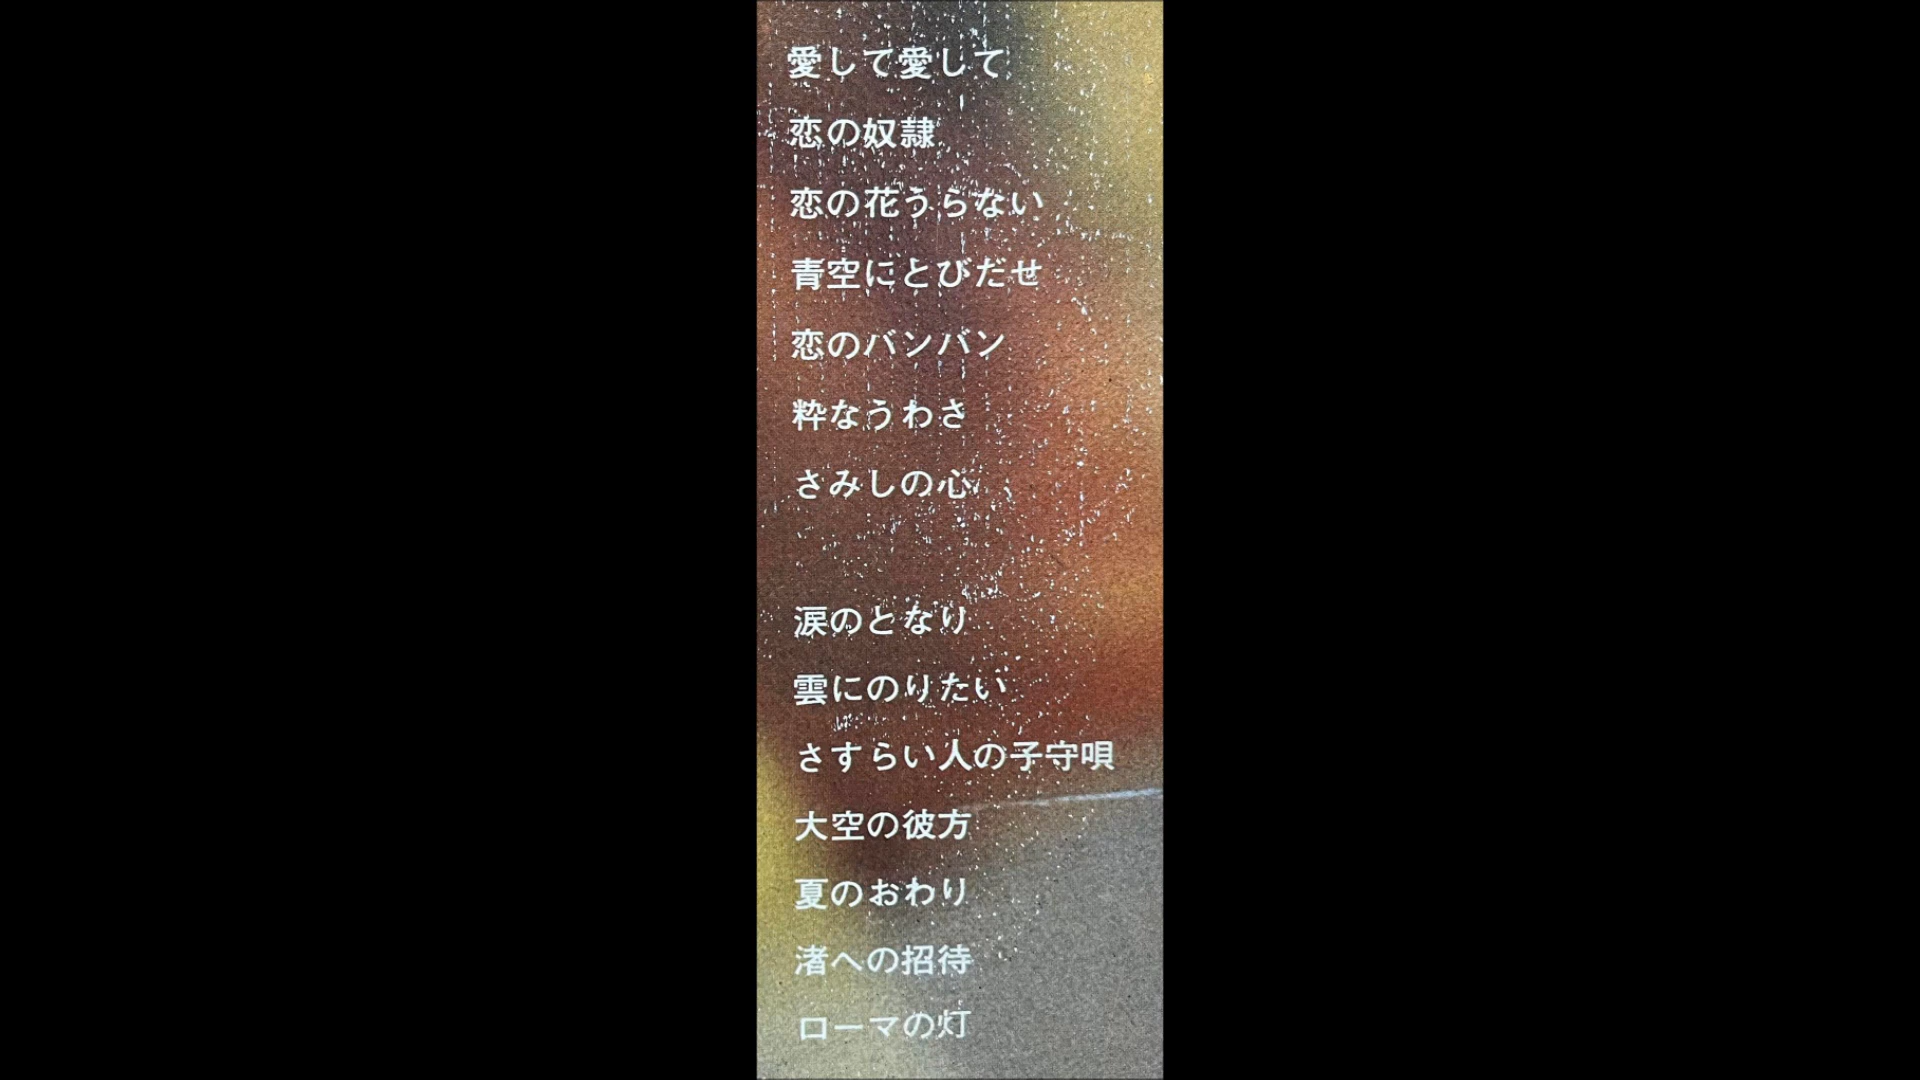 愛して愛して
恋の奴隷
恋の花うらない
青空にとびだせ
恋のバンバン
粋なうわさ
さみしの心
涙のとなり
雲にのりたい
さすらい人の子守唄
大空の彼方
夏のおわり
渚への招待
ローマの灯